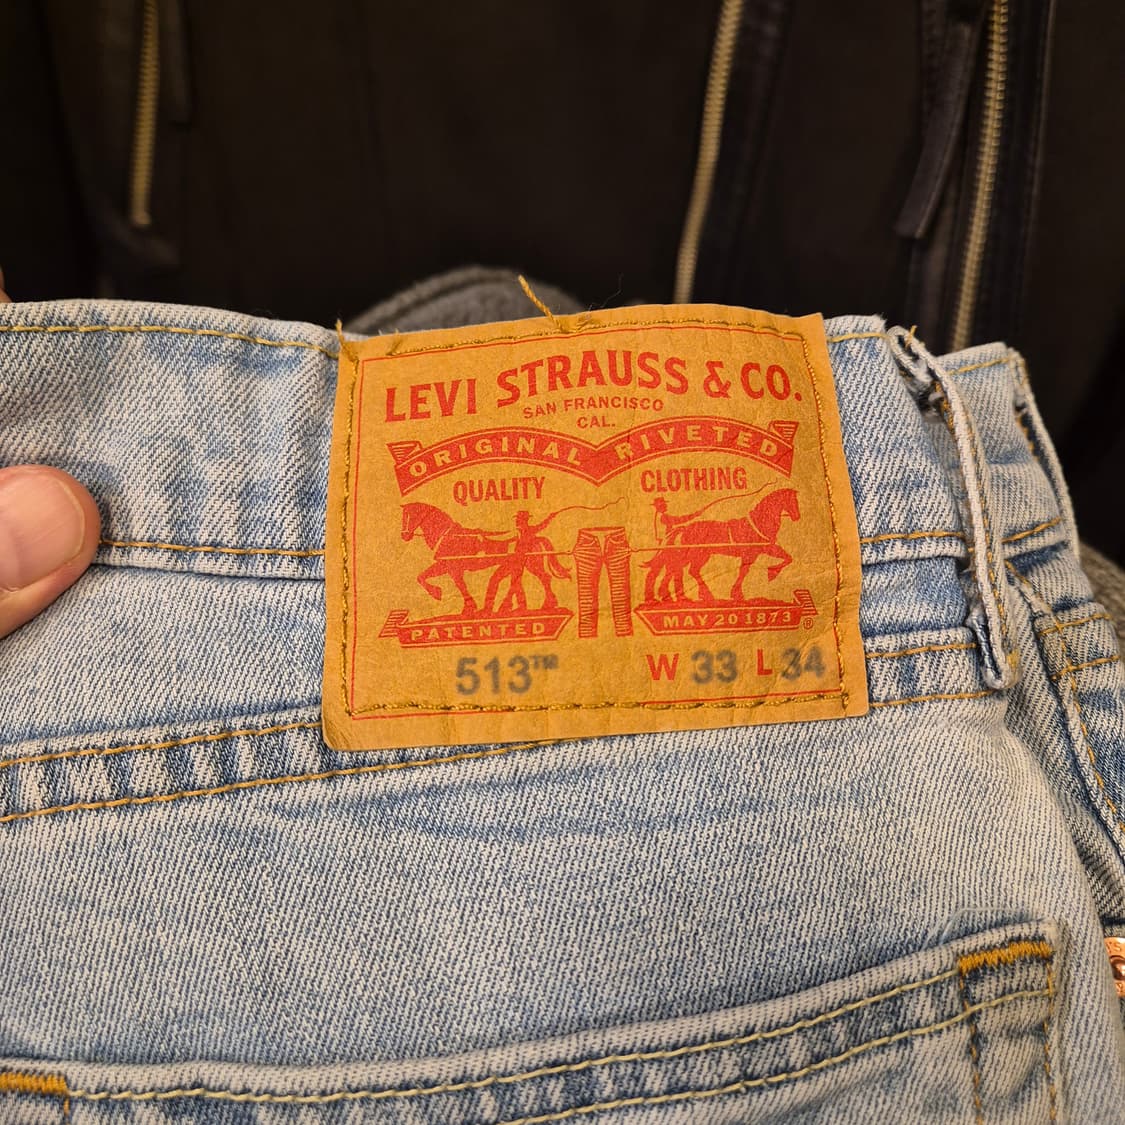 LEVI STRAUSS & CO.
SAN FRANCISCO
CAL.
ORIGINAL RIVETED
QUALITY CLOTHING
PATENTED MAY 20 1873 ®
513™ W 33 L 34